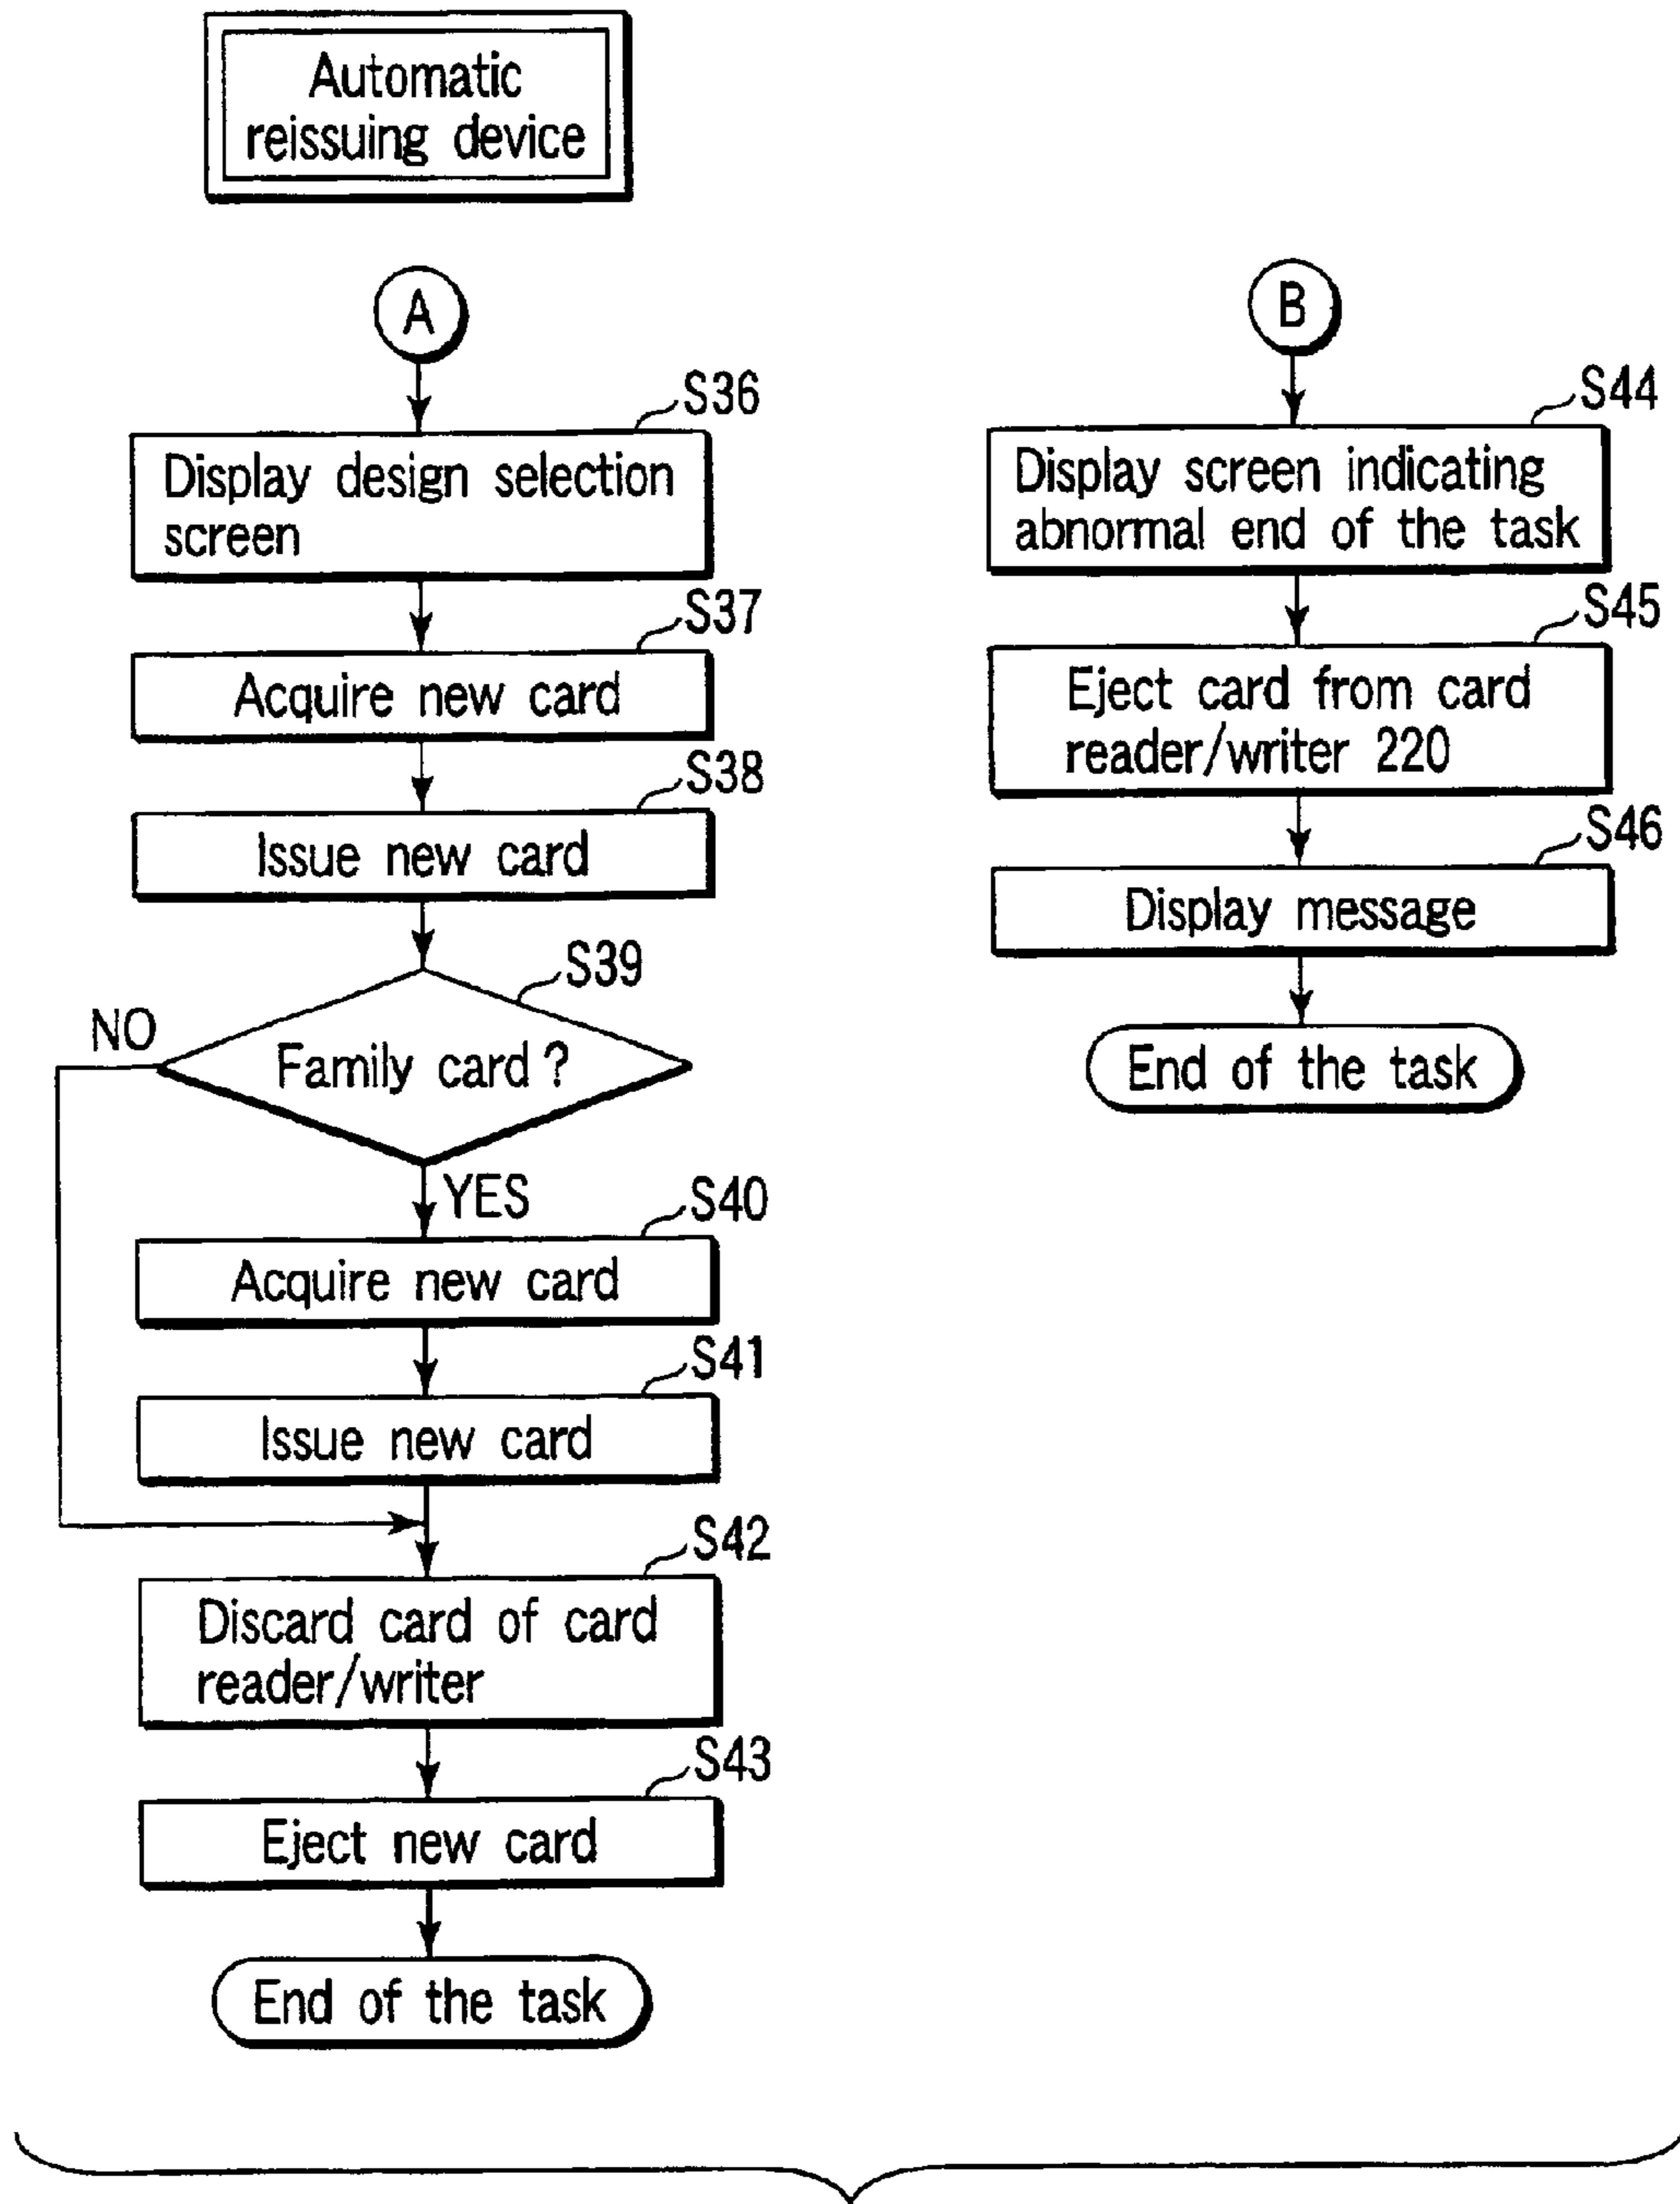 Automatic
reissuing device
A
S36
Display design selection
screen
S37
Acquire new card
S38
Issue new card
S39
NO
Family card?
YES
S40
Acquire new card
S41
Issue new card
S42
Discard card of card
reader/writer
S43
Eject new card
End of the task
B
S44
Display screen indicating
abnormal end of the task
S45
Eject card from card
reader/writer 220
S46
Display message
End of the task